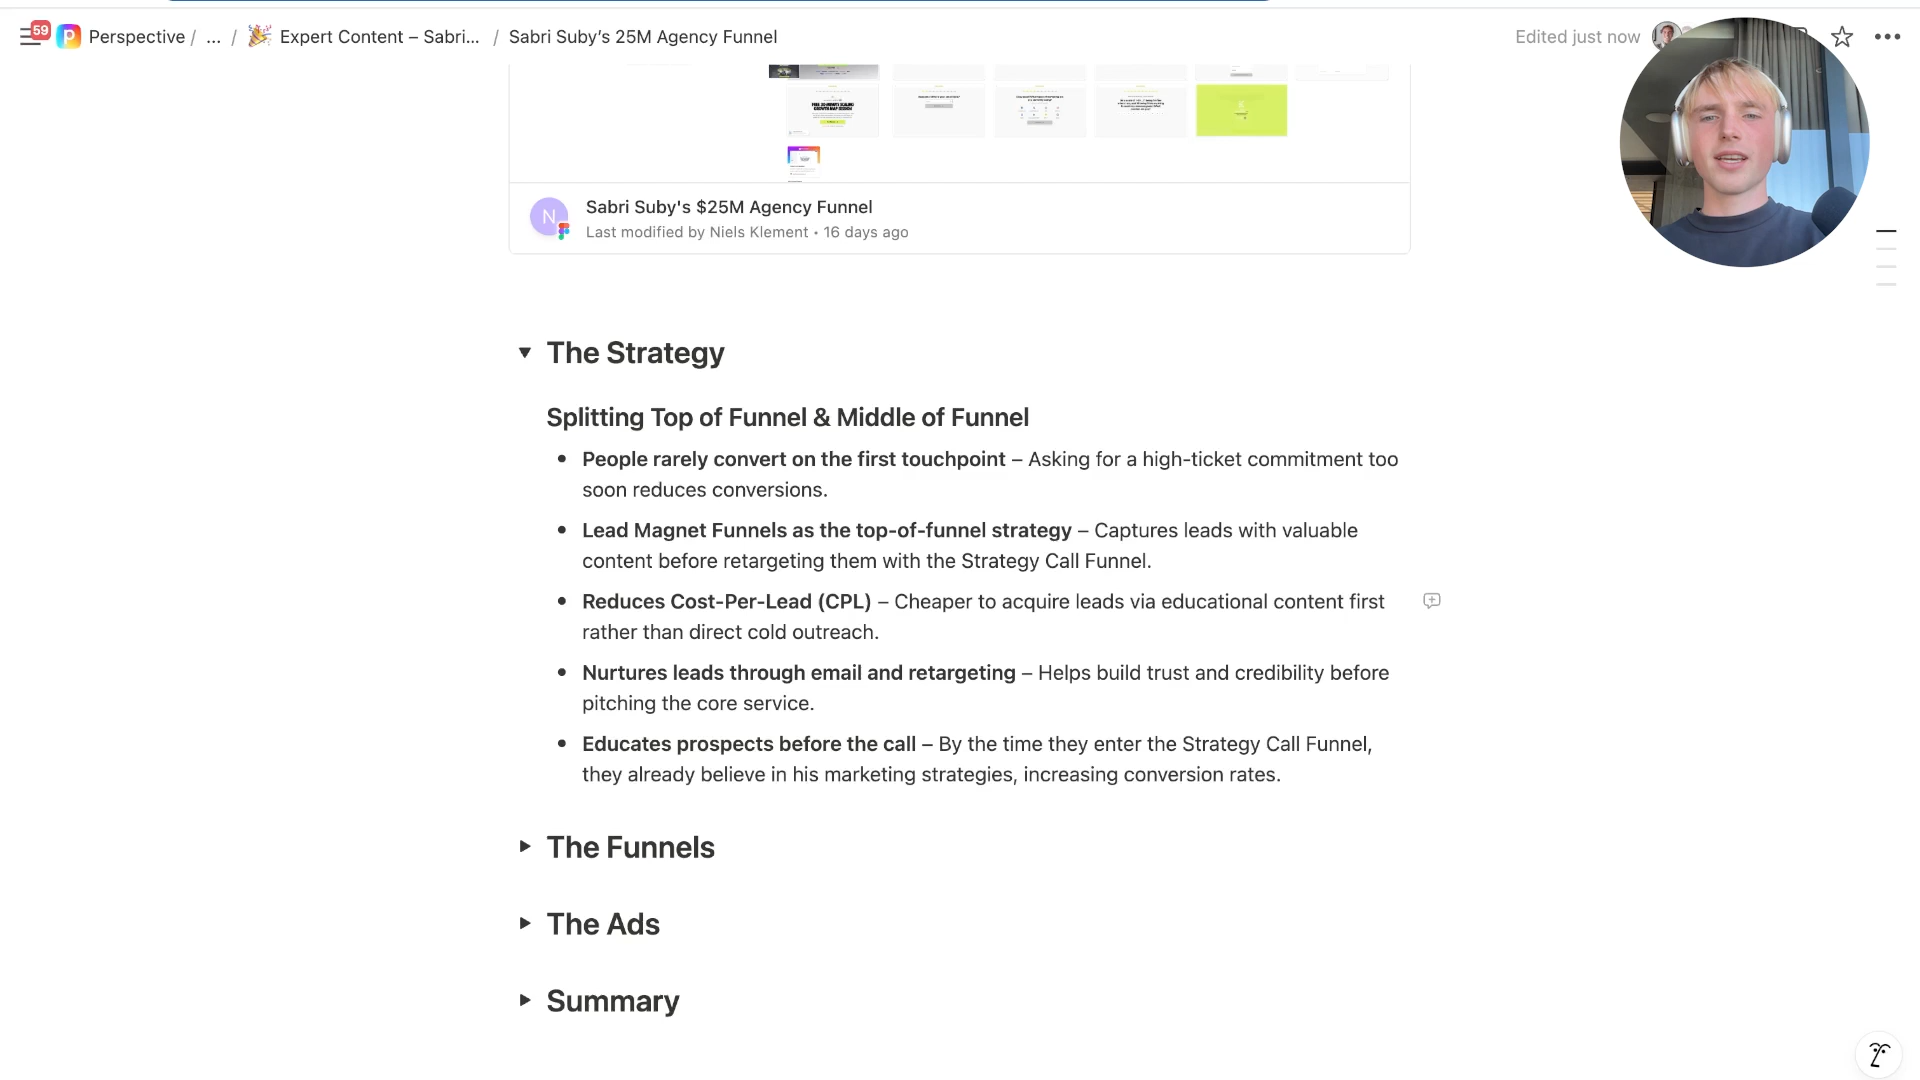 59 Perspective / ... / Expert Content – Sabri... / Sabri Suby’s 25M Agency Funnel
Edited just now
N
Sabri Suby's $25M Agency Funnel
Last modified by Niels Klement • 16 days ago
The Strategy
Splitting Top of Funnel & Middle of Funnel
• People rarely convert on the first touchpoint – Asking for a high-ticket commitment too
soon reduces conversions.
• Lead Magnet Funnels as the top-of-funnel strategy – Captures leads with valuable
content before retargeting them with the Strategy Call Funnel.
• Reduces Cost-Per-Lead (CPL) – Cheaper to acquire leads via educational content first
rather than direct cold outreach.
• Nurtures leads through email and retargeting – Helps build trust and credibility before
pitching the core service.
• Educates prospects before the call – By the time they enter the Strategy Call Funnel,
they already believe in his marketing strategies, increasing conversion rates.
The Funnels
The Ads
Summary